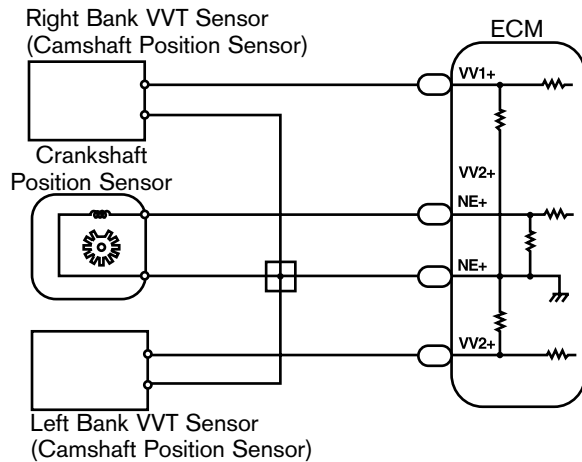 Right Bank VVT Sensor
(Camshaft Position Sensor)
ECM
VV1+
Crankshaft
Position Sensor
VV2+
NE+
NE+
VV2+
Left Bank VVT Sensor
(Camshaft Position Sensor)